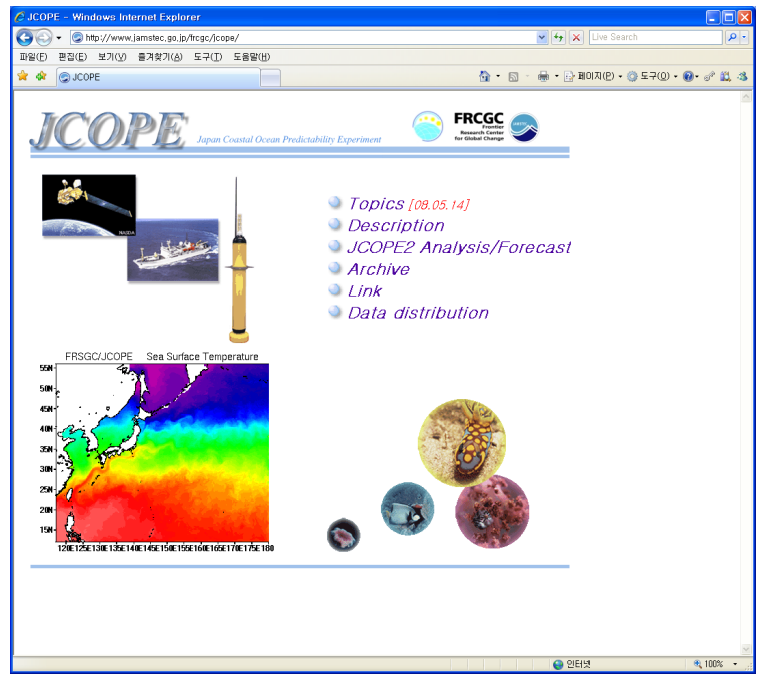 JCOPE - Windows Internet Explorer
http://www.jamstec.go.jp/frcgc/jcope/
Live Search
파일(F) 편집(E) 보기(V) 즐겨찾기(A) 도구(T) 도움말(H)
JCOPE
페이지(P) 도구(O)
JCOPE Japan Coastal Ocean Predictability Experiment
FRCGC
Frontier
Research Center
for Global Change
NASDA
Topics [08.05.14]
Description
JCOPE2 Analysis/Forecast
Archive
Link
Data distribution
FRSGC/JCOPE Sea Surface Temperature
55N
50N
45N
40N
35N
30N
25N
20N
15N
120E125E130E135E140E145E150E155E160E165E170E175E180
인터넷
100%